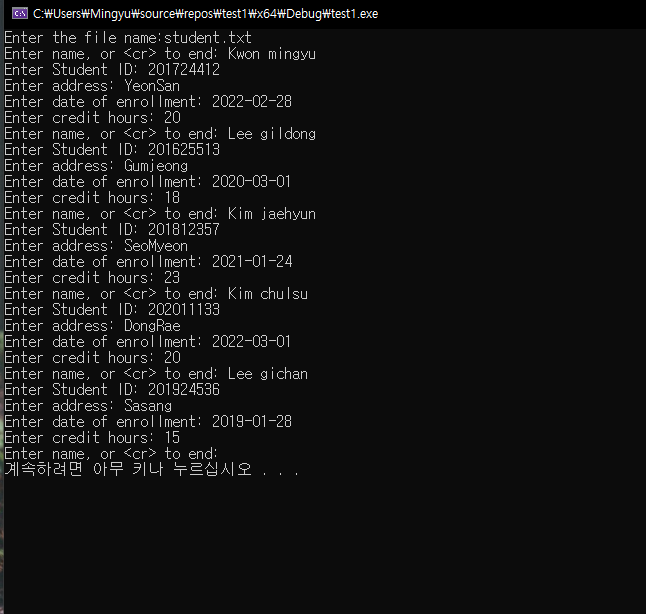 C:₩Users₩Mingyu₩source₩repos₩test1₩x64₩Debug₩test1.exe
Enter the file name:student.txt
Enter name, or <cr> to end: Kwon mingyu
Enter Student ID: 201724412
Enter address: YeonSan
Enter date of enrollment: 2022-02-28
Enter credit hours: 20
Enter name, or <cr> to end: Lee gildong
Enter Student ID: 201625513
Enter address: Gumjeong
Enter date of enrollment: 2020-03-01
Enter credit hours: 18
Enter name, or <cr> to end: Kim jaehyun
Enter Student ID: 201812357
Enter address: SeoMyeon
Enter date of enrollment: 2021-01-24
Enter credit hours: 23
Enter name, or <cr> to end: Kim chulsu
Enter Student ID: 202011133
Enter address: DongRae
Enter date of enrollment: 2022-03-01
Enter credit hours: 20
Enter name, or <cr> to end: Lee gichan
Enter Student ID: 201924536
Enter address: Sasang
Enter date of enrollment: 2019-01-28
Enter credit hours: 15
Enter name, or <cr> to end:
계속하려면 아무 키나 누르십시오 . . .